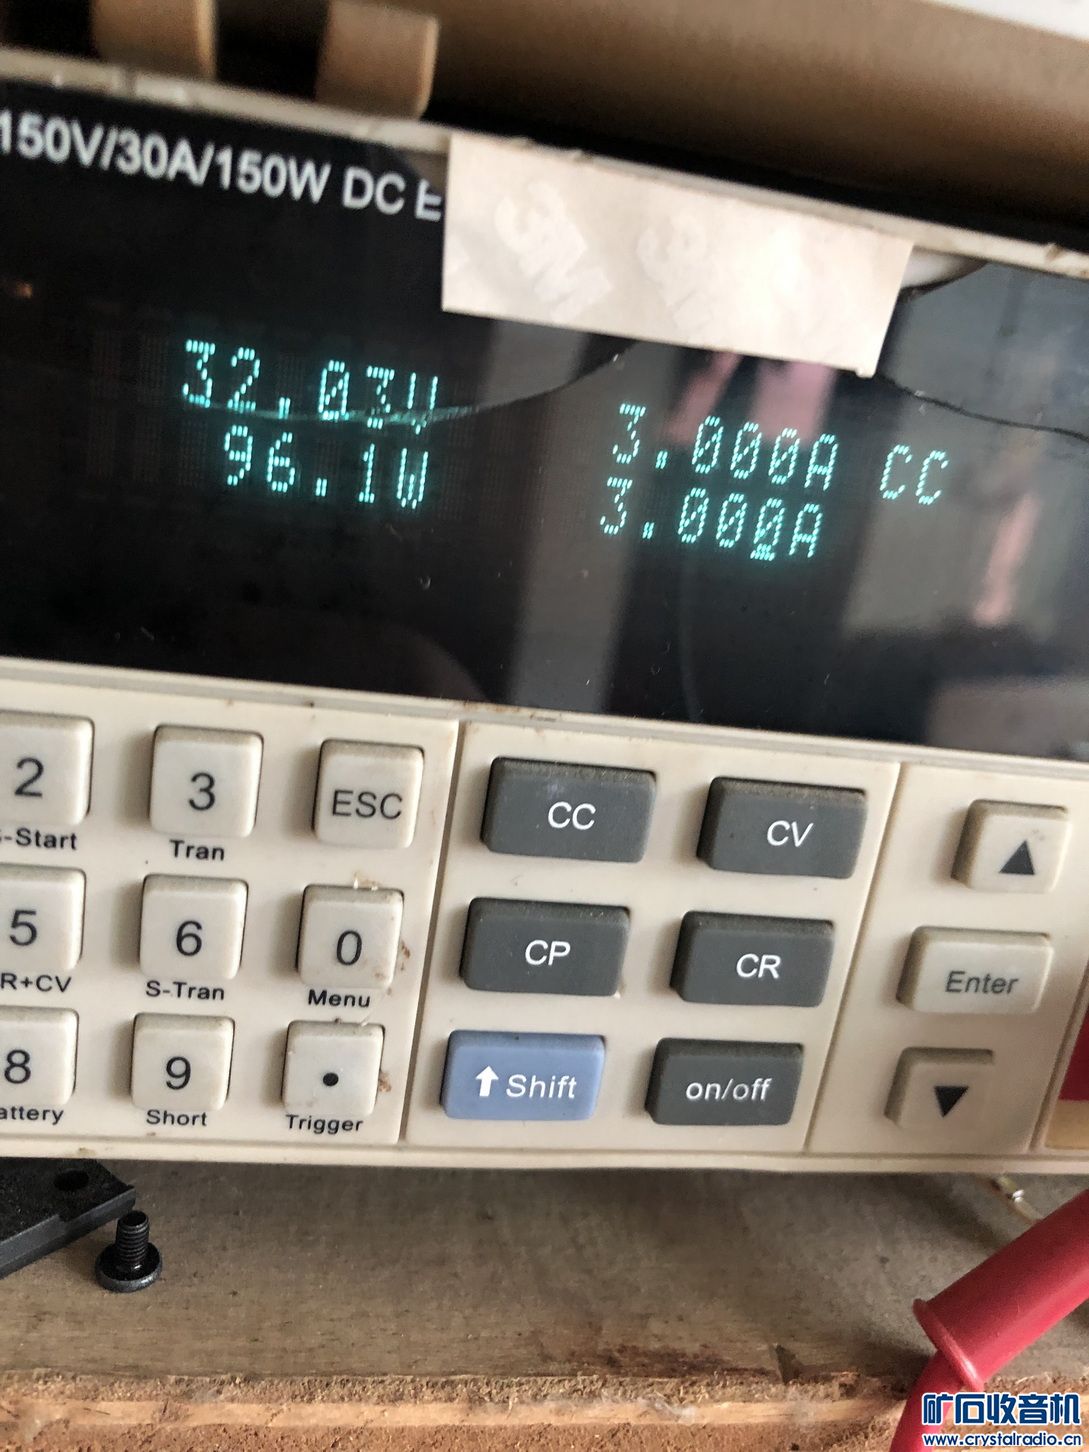 150V/30A/150W DC E
3M 3M
32.03V 3.000A CC
96.1W 3.000A
2 3 ESC CC CV
-Start Tran
5 6 0 CP CR Enter
R+CV S-Tran Menu
8 9 Shift on/off
attery Short Trigger
矿石收音机
www.crystalradio.cn